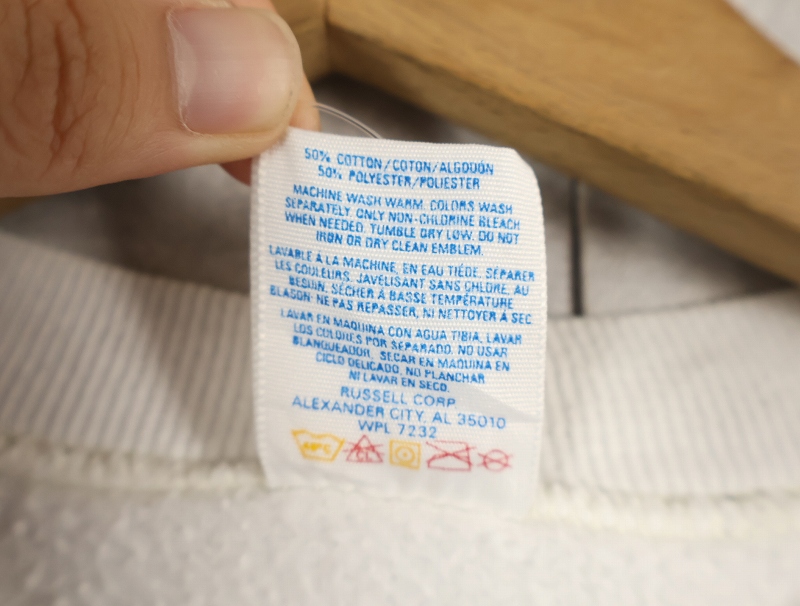 50% COTTON/COTON/ALGODÓN
50% POLYESTER/POLIESTER
MACHINE WASH WARM. COLORS WASH
SEPARATELY. ONLY NON-CHLORINE BLEACH
WHEN NEEDED. TUMBLE DRY LOW. DO NOT
IRON OR DRY CLEAN EMBLEM.
LAVABLE À LA MACHINE, EN EAU TIÈDE, SÉPARER
LES COULEURS, JAVELISANT SANS CHLORE, AU
BESOIN. SÉCHER À BASSE TEMPÉRATURE
BLASON: NE PAS REPASSER, NI NETTOYER À SEC.
LAVAR EN MAQUINA CON AGUA TIBIA, LAVAR
LOS COLORES POR SEPARADO. NO USAR
BLANQUEADOR, SECAR EN MAQUINA EN
CICLO DELICADO, NO PLANCHAR
NI LAVAR EN SECO.
RUSSELL CORP
ALEXANDER CITY, AL 35010
WPL 7232
40°C CL